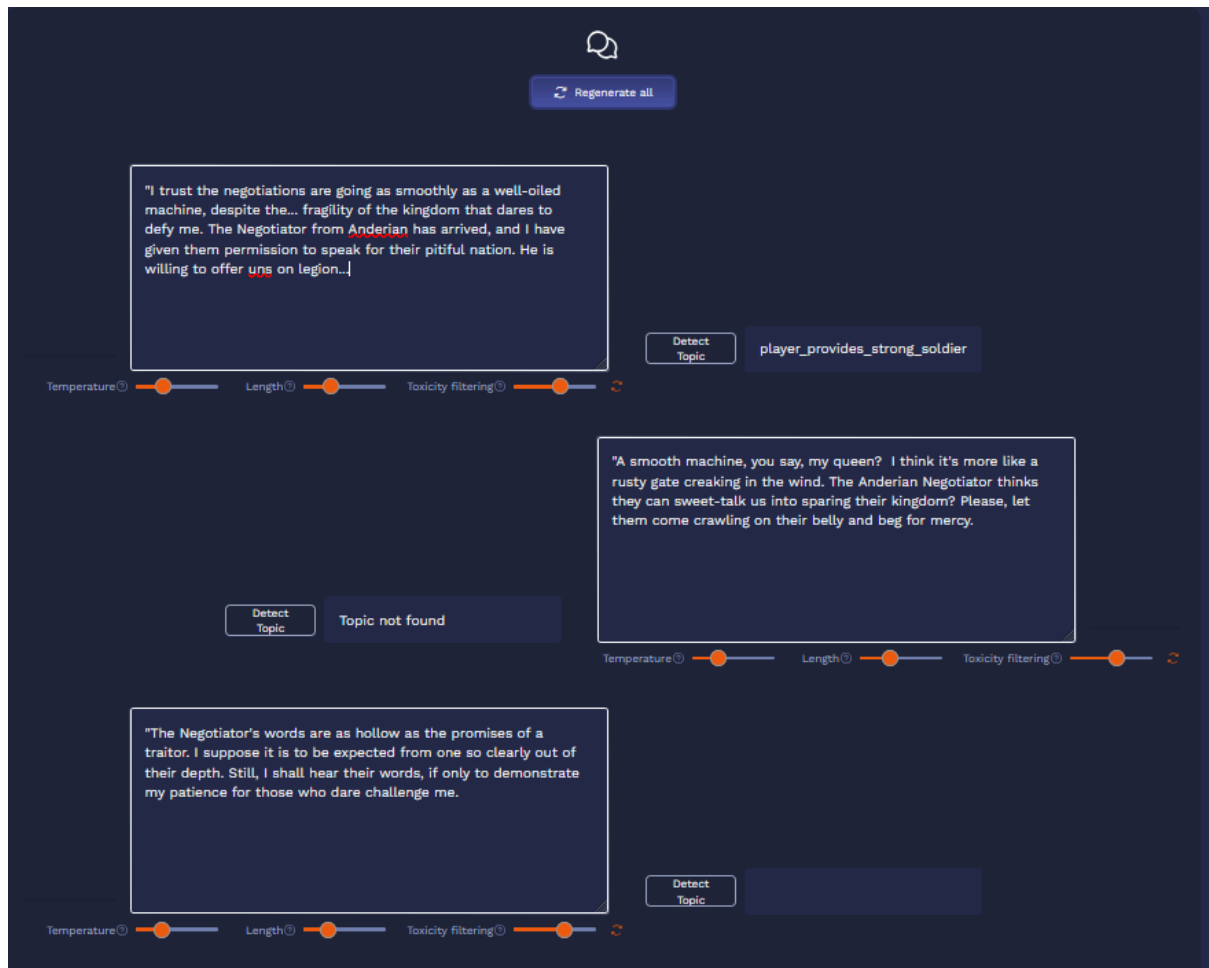 Regenerate all
"I trust the negotiations are going as smoothly as a well-oiled
machine, despite the... fragility of the kingdom that dares to
defy me. The Negotiator from Anderian has arrived, and I have
given them permission to speak for their pitiful nation. He is
willing to offer uns on legion...
Detect
Topic
player_provides_strong_soldier
Temperature
Length
Toxicity filtering
"A smooth machine, you say, my queen?  I think it's more like a
rusty gate creaking in the wind. The Anderian Negotiator thinks
they can sweet-talk us into sparing their kingdom? Please, let
them come crawling on their belly and beg for mercy.
Detect
Topic
Topic not found
Temperature
Length
Toxicity filtering
"The Negotiator's words are as hollow as the promises of a
traitor. I suppose it is to be expected from one so clearly out of
their depth. Still, I shall hear their words, if only to demonstrate
my patience for those who dare challenge me.
Detect
Topic
Temperature
Length
Toxicity filtering